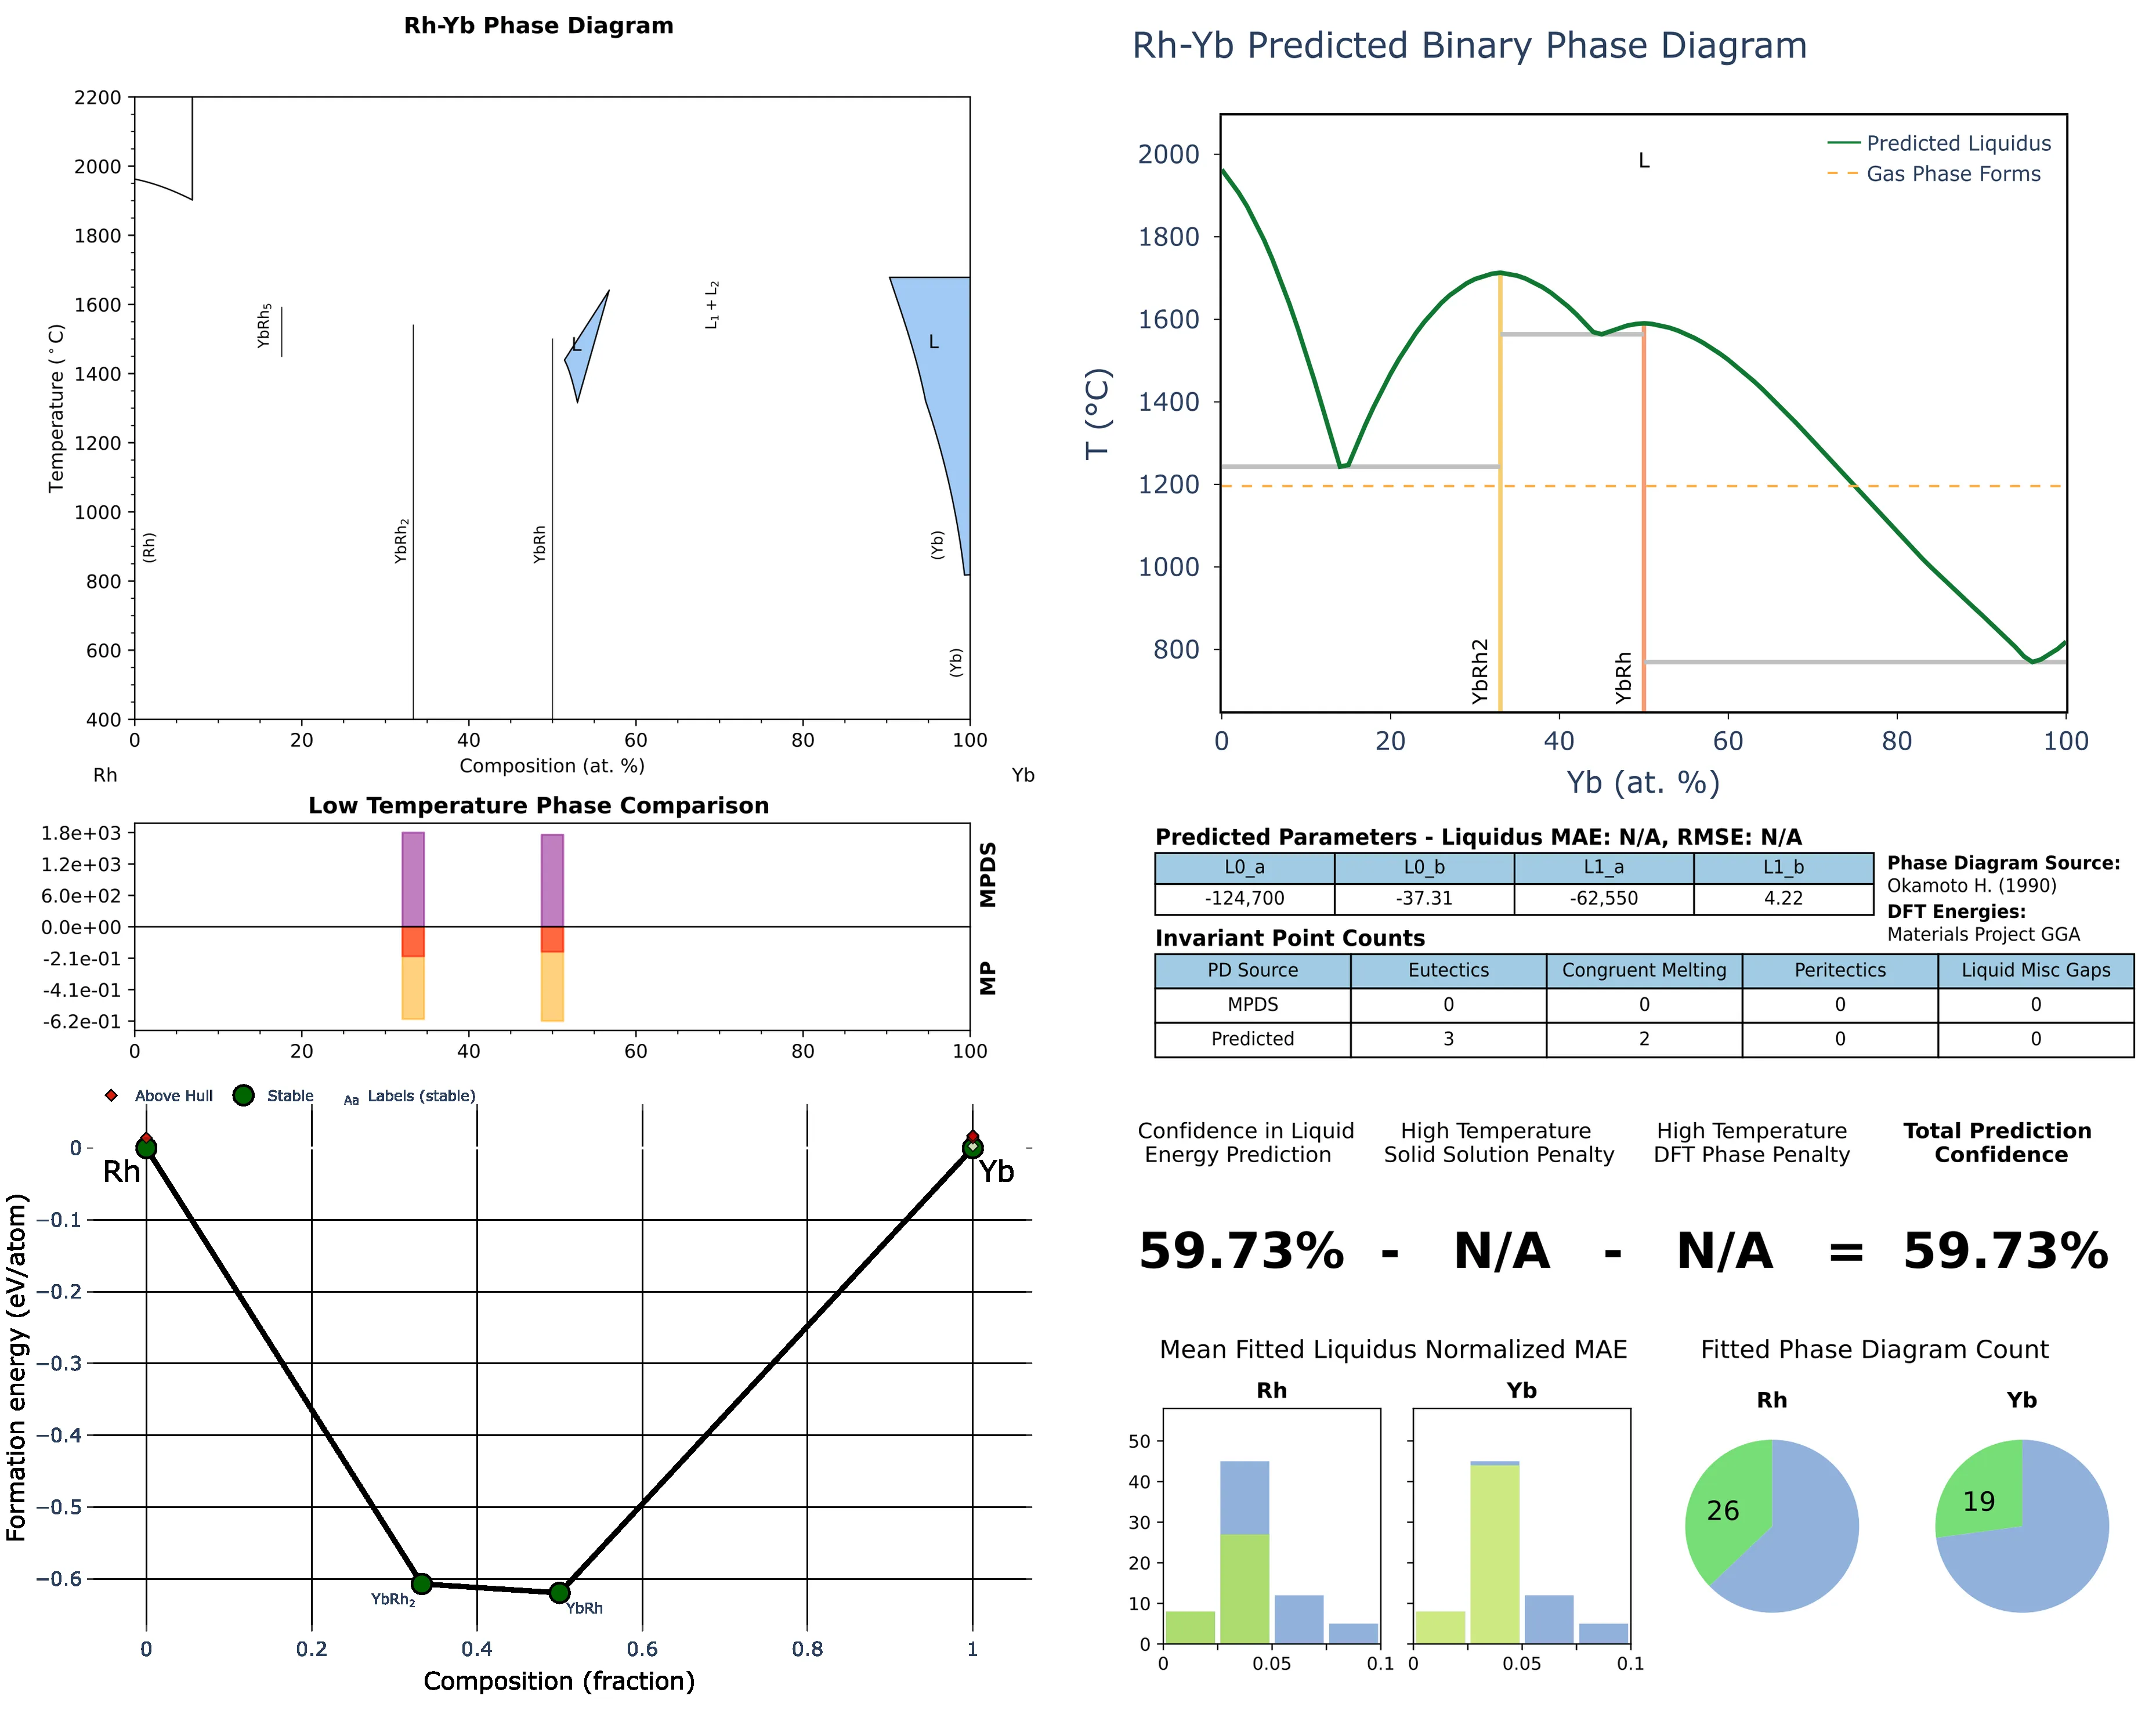 Rh-Yb Phase Diagram
2200
2000
1800
1600
1400
1200
1000
800
600
400
Temperature (°C)
YbRh5
L
L1 + L2
L
(Rh)
YbRh2
YbRh
(Yb)
(Yb)
0 20 40 60 80 100
Composition (at. %)
Rh Yb
Low Temperature Phase Comparison
1.8e+03
1.2e+03
6.0e+02
0.0e+00
-2.1e-01
-4.1e-01
-6.2e-01
MPDS
MP
0 20 40 60 80 100
Above Hull Stable Aa Labels (stable)
0
Rh Yb
−0.1
−0.2
−0.3
−0.4
−0.5
−0.6
Formation energy (eV/atom)
YbRh2
YbRh
0 0.2 0.4 0.6 0.8 1
Composition (fraction)
Rh-Yb Predicted Binary Phase Diagram
2000
1800
1600
1400
1200
1000
800
T (°C)
L
Predicted Liquidus
Gas Phase Forms
YbRh2
YbRh
0 20 40 60 80 100
Yb (at. %)
Predicted Parameters - Liquidus MAE: N/A, RMSE: N/A
L0_a L0_b L1_a L1_b
-124,700 -37.31 -62,550 4.22
Phase Diagram Source:
Okamoto H. (1990)
DFT Energies:
Materials Project GGA
Invariant Point Counts
PD Source Eutectics Congruent Melting Peritectics Liquid Misc Gaps
MPDS 0 0 0 0
Predicted 3 2 0 0
Confidence in Liquid
Energy Prediction
High Temperature
Solid Solution Penalty
High Temperature
DFT Phase Penalty
Total Prediction
Confidence
59.73% - N/A - N/A = 59.73%
Mean Fitted Liquidus Normalized MAE
Rh Yb
50
40
30
20
10
0
0 0.05 0.1 0 0.05 0.1
Fitted Phase Diagram Count
Rh Yb
26 19